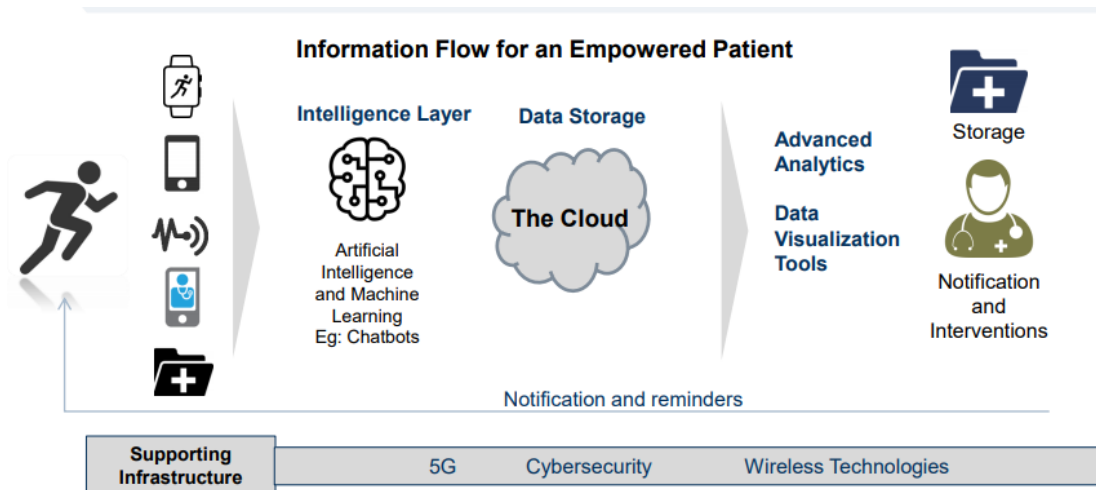 Information Flow for an Empowered Patient
Intelligence Layer
Artificial
Intelligence
and Machine
Learning
Eg: Chatbots
Data Storage
The Cloud
Advanced
Analytics
Data
Visualization
Tools
Storage
Notification
and
Interventions
Notification and reminders
Supporting
Infrastructure
5G
Cybersecurity
Wireless Technologies